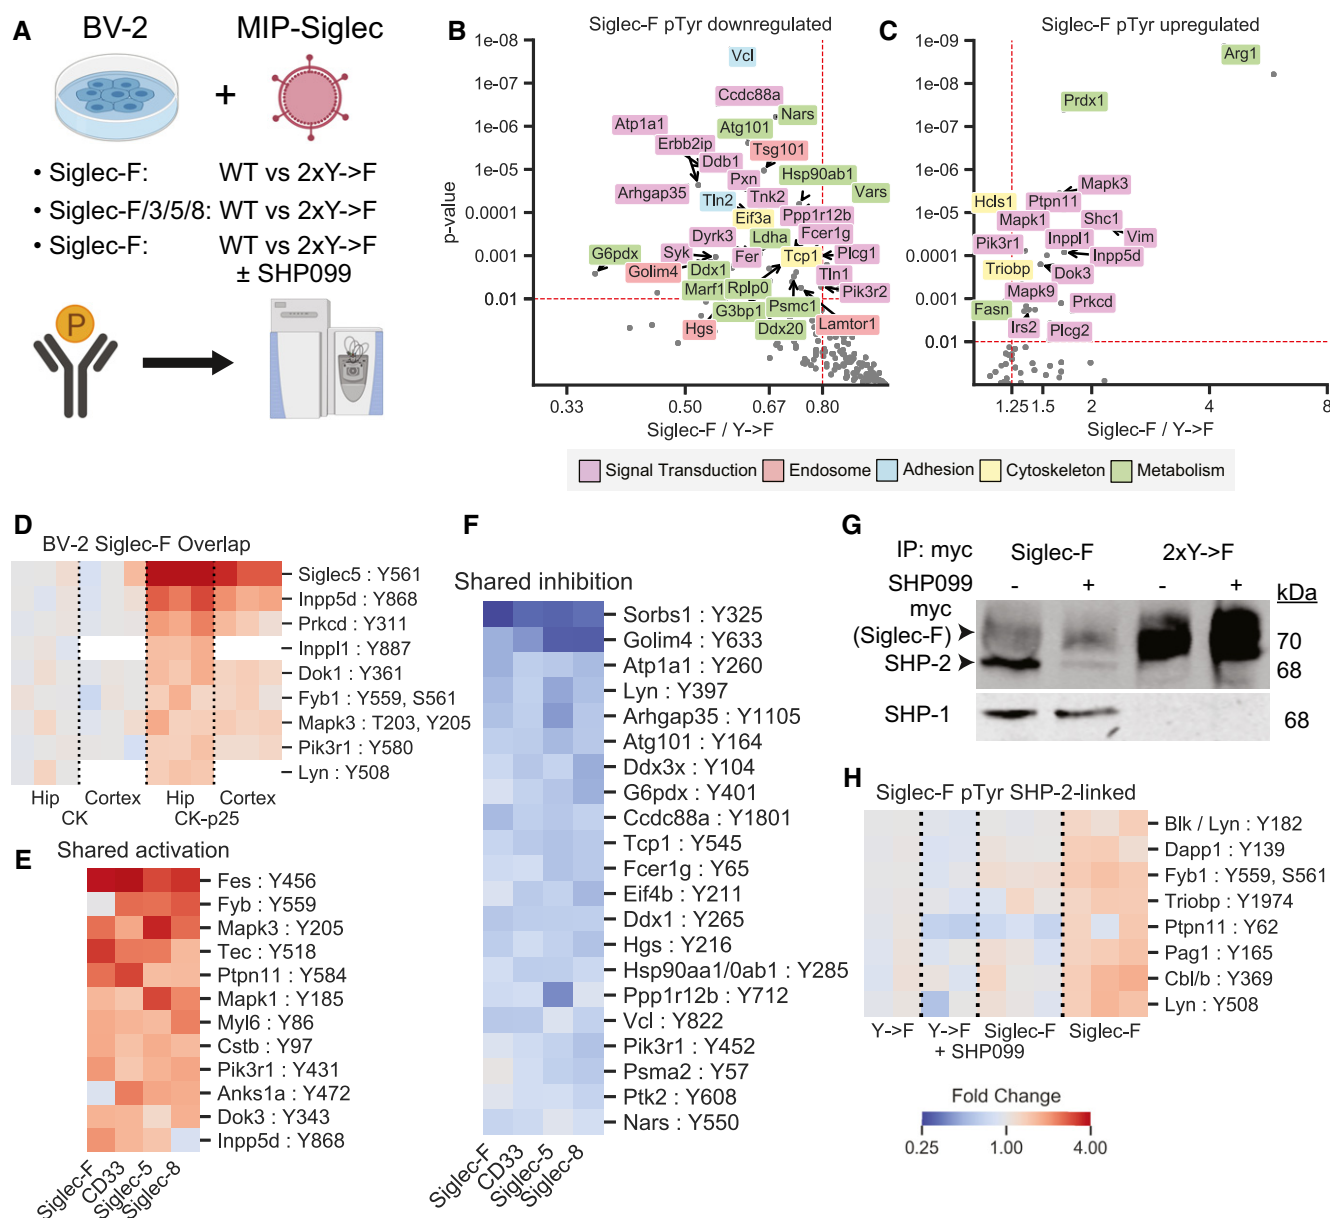 A
BV-2
MIP-Siglec
+
• Siglec-F: WT vs 2xY->F
• Siglec-F/3/5/8: WT vs 2xY->F
• Siglec-F: WT vs 2xY->F
± SHP099
P
B
Siglec-F pTyr downregulated
1e-08
1e-07
1e-06
1e-05
0.0001
0.001
0.01
p-value
0.33
0.50
0.67
0.80
Siglec-F / Y->F
Vcl
Ccdc88a
Nars
Atp1a1
Atg101
Erbb2ip
Tsg101
Ddb1
Hsp90ab1
Pxn
Arhgap35
Tln2
Tnk2
Vars
Eif3a
Ppp1r12b
Dyrk3
Ldha
Fcer1g
G6pdx
Syk
Fer
Tcp1
Plcg1
Golim4
Ddx1
Tln1
Marf1
Rplp0
Pik3r2
G3bp1
Psmc1
Hgs
Ddx20
Lamtor1
C
Siglec-F pTyr upregulated
1e-09
1e-08
1e-07
1e-06
1e-05
0.0001
0.001
0.01
1.25
1.5
2
4
8
Siglec-F / Y->F
Arg1
Prdx1
Mapk3
Hcls1
Ptpn11
Mapk1
Shc1
Pik3r1
Inppl1
Vim
Inpp5d
Triobp
Dok3
Mapk9
Prkcd
Fasn
Irs2
Plcg2
Signal Transduction
Endosome
Adhesion
Cytoskeleton
Metabolism
D
BV-2 Siglec-F Overlap
Siglec5 : Y561
Inpp5d : Y868
Prkcd : Y311
Inppl1 : Y887
Dok1 : Y361
Fyb1 : Y559, S561
Mapk3 : T203, Y205
Pik3r1 : Y580
Lyn : Y508
Hip Cortex Hip Cortex
CK CK-p25
E
Shared activation
Fes : Y456
Fyb : Y559
Mapk3 : Y205
Tec : Y518
Ptpn11 : Y584
Mapk1 : Y185
Myl6 : Y86
Cstb : Y97
Pik3r1 : Y431
Anks1a : Y472
Dok3 : Y343
Inpp5d : Y868
Siglec-F
CD33
Siglec-5
Siglec-8
F
Shared inhibition
Sorbs1 : Y325
Golim4 : Y633
Atp1a1 : Y260
Lyn : Y397
Arhgap35 : Y1105
Atg101 : Y164
Ddx3x : Y104
G6pdx : Y401
Ccdc88a : Y1801
Tcp1 : Y545
Fcer1g : Y65
Eif4b : Y211
Ddx1 : Y265
Hgs : Y216
Hsp90aa1/0ab1 : Y285
Ppp1r12b : Y712
Vcl : Y822
Pik3r1 : Y452
Psma2 : Y57
Ptk2 : Y608
Nars : Y550
Siglec-F
CD33
Siglec-5
Siglec-8
G
IP: myc Siglec-F 2xY->F
SHP099 - + - + kDa
myc
(Siglec-F) 70
SHP-2 68
SHP-1 68
H
Siglec-F pTyr SHP-2-linked
Blk / Lyn : Y182
Dapp1 : Y139
Fyb1 : Y559, S561
Triobp : Y1974
Ptpn11 : Y62
Pag1 : Y165
Cbl/b : Y369
Lyn : Y508
Y->F Y->F Siglec-F Siglec-F
+ SHP099
Fold Change
0.25 1.00 4.00